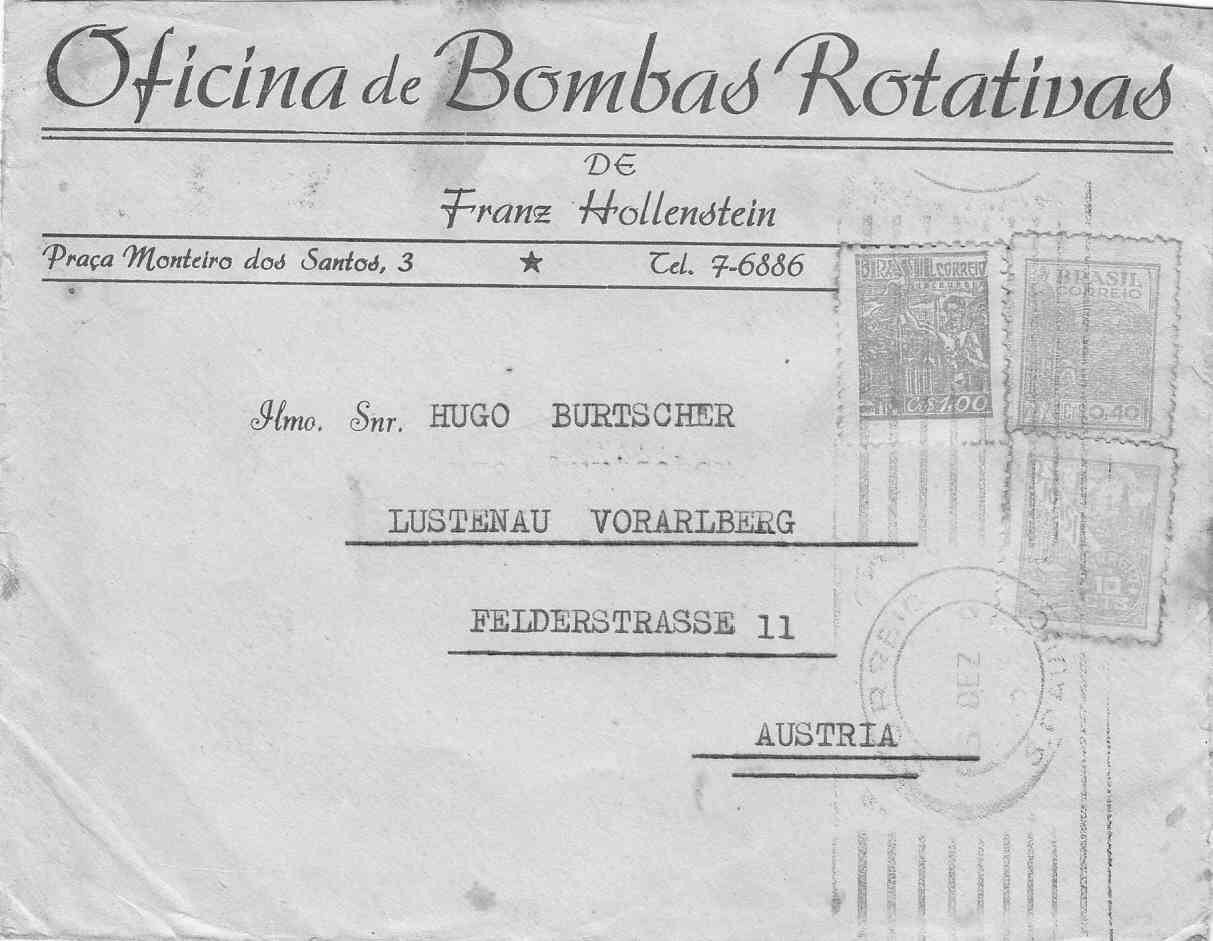 Oficina de Bombas Rotativas
DE
Franz Hollenstein
Praça Monteiro dos Santos, 3 ★ Tel. 7-6886
BRASIL CORREIO
Cr$ 1,00
BRASIL
CORREIO
0,40
10
Ilmo. Snr. HUGO BURTSCHER
LUSTENAU VORARLBERG
FELDERSTRASSE 11
AUSTRIA
DEZ